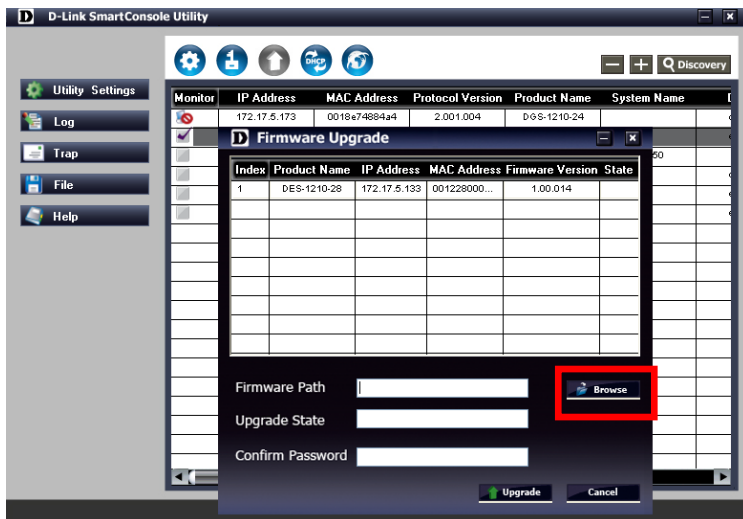 D-Link SmartConsole Utility
Discovery
Utility Settings
Log
Trap
File
Help
Monitor IP Address MAC Address Protocol Version Product Name System Name
172.17.5.173 0018e74884a4 2.001.004 DGS-1210-24
50
Firmware Upgrade
Index Product Name IP Address MAC Address Firmware Version State
1 DES-1210-28 172.17.5.133 001228000... 1.00.014
Firmware Path
Browse
Upgrade State
Confirm Password
Upgrade Cancel